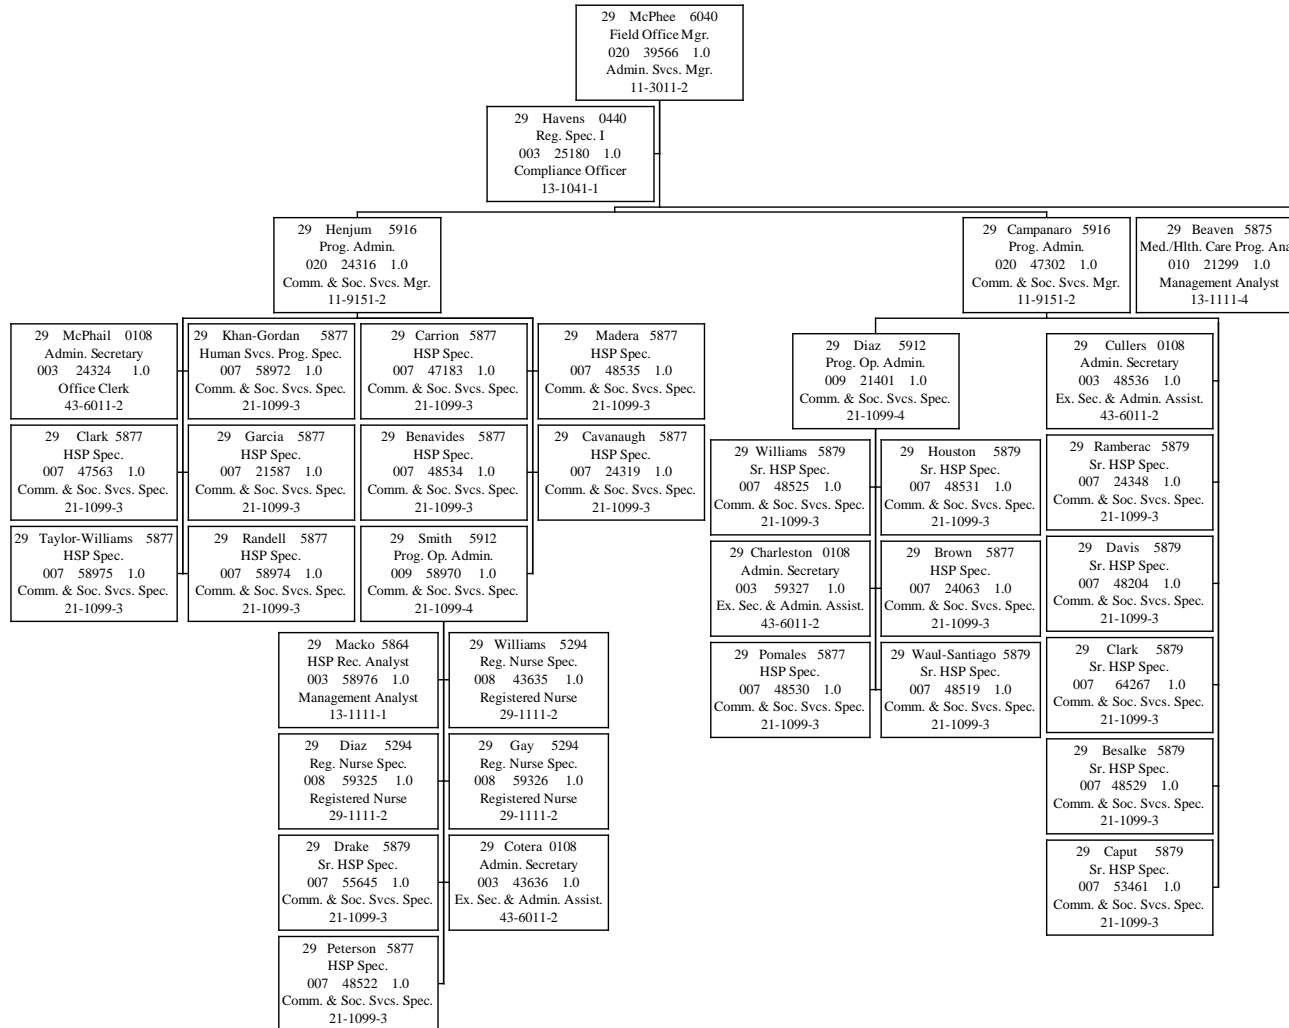 29 McPhee 6040
Field Office Mgr.
020 39566 1.0
Admin. Svcs. Mgr.
11-3011-2
29 Havens 0440
Reg. Spec. I
003 25180 1.0
Compliance Officer
13-1041-1
29 Henjum 5916
Prog. Admin.
020 24316 1.0
Comm. & Soc. Svcs. Mgr.
11-9151-2
29 Campanaro 5916
Prog. Admin.
020 47302 1.0
Comm. & Soc. Svcs. Mgr.
11-9151-2
29 Beaven 5875
Med./Hlth. Care Prog. Ana
010 21299 1.0
Management Analyst
13-1111-4
29 McPhail 0108
Admin. Secretary
003 24324 1.0
Office Clerk
43-6011-2
29 Khan-Gordan 5877
Human Svcs. Prog. Spec.
007 58972 1.0
Comm. & Soc. Svcs. Spec.
21-1099-3
29 Carrion 5877
HSP Spec.
007 47183 1.0
Comm. & Soc. Svcs. Spec.
21-1099-3
29 Madera 5877
HSP Spec.
007 48535 1.0
Comm. & Soc. Svcs. Spec.
21-1099-3
29 Clark 5877
HSP Spec.
007 47563 1.0
Comm. & Soc. Svcs. Spec.
21-1099-3
29 Garcia 5877
HSP Spec.
007 21587 1.0
Comm. & Soc. Svcs. Spec.
21-1099-3
29 Benavides 5877
HSP Spec.
007 48534 1.0
Comm. & Soc. Svcs. Spec.
21-1099-3
29 Cavanaugh 5877
HSP Spec.
007 24319 1.0
Comm. & Soc. Svcs. Spec.
21-1099-3
29 Taylor-Williams 5877
HSP Spec.
007 58975 1.0
Comm. & Soc. Svcs. Spec.
21-1099-3
29 Randell 5877
HSP Spec.
007 58974 1.0
Comm. & Soc. Svcs. Spec.
21-1099-3
29 Smith 5912
Prog. Op. Admin.
009 58970 1.0
Comm. & Soc. Svcs. Spec.
21-1099-4
29 Macko 5864
HSP Rec. Analyst
003 58976 1.0
Management Analyst
13-1111-1
29 Williams 5294
Reg. Nurse Spec.
008 43635 1.0
Registered Nurse
29-1111-2
29 Diaz 5294
Reg. Nurse Spec.
008 59325 1.0
Registered Nurse
29-1111-2
29 Gay 5294
Reg. Nurse Spec.
008 59326 1.0
Registered Nurse
29-1111-2
29 Drake 5879
Sr. HSP Spec.
007 55645 1.0
Comm. & Soc. Svcs. Spec.
21-1099-3
29 Cotera 0108
Admin. Secretary
003 43636 1.0
Ex. Sec. & Admin. Assist.
43-6011-2
29 Peterson 5877
HSP Spec.
007 48522 1.0
Comm. & Soc. Svcs. Spec.
21-1099-3
29 Diaz 5912
Prog. Op. Admin.
009 21401 1.0
Comm. & Soc. Svcs. Spec.
21-1099-4
29 Cullers 0108
Admin. Secretary
003 48536 1.0
Ex. Sec. & Admin. Assist.
43-6011-2
29 Williams 5879
Sr. HSP Spec.
007 48525 1.0
Comm. & Soc. Svcs. Spec.
21-1099-3
29 Houston 5879
Sr. HSP Spec.
007 48531 1.0
Comm. & Soc. Svcs. Spec.
21-1099-3
29 Ramberac 5879
Sr. HSP Spec.
007 24348 1.0
Comm. & Soc. Svcs. Spec.
21-1099-3
29 Charleston 0108
Admin. Secretary
003 59327 1.0
Ex. Sec. & Admin. Assist.
43-6011-2
29 Brown 5877
HSP Spec.
007 24063 1.0
Comm. & Soc. Svcs. Spec.
21-1099-3
29 Davis 5879
Sr. HSP Spec.
007 48204 1.0
Comm. & Soc. Svcs. Spec.
21-1099-3
29 Pomales 5877
HSP Spec.
007 48530 1.0
Comm. & Soc. Svcs. Spec.
21-1099-3
29 Waul-Santiago 5879
Sr. HSP Spec.
007 48519 1.0
Comm. & Soc. Svcs. Spec.
21-1099-3
29 Clark 5879
Sr. HSP Spec.
007 64267 1.0
Comm. & Soc. Svcs. Spec.
21-1099-3
29 Besalke 5879
Sr. HSP Spec.
007 48529 1.0
Comm. & Soc. Svcs. Spec.
21-1099-3
29 Caput 5879
Sr. HSP Spec.
007 53461 1.0
Comm. & Soc. Svcs. Spec.
21-1099-3